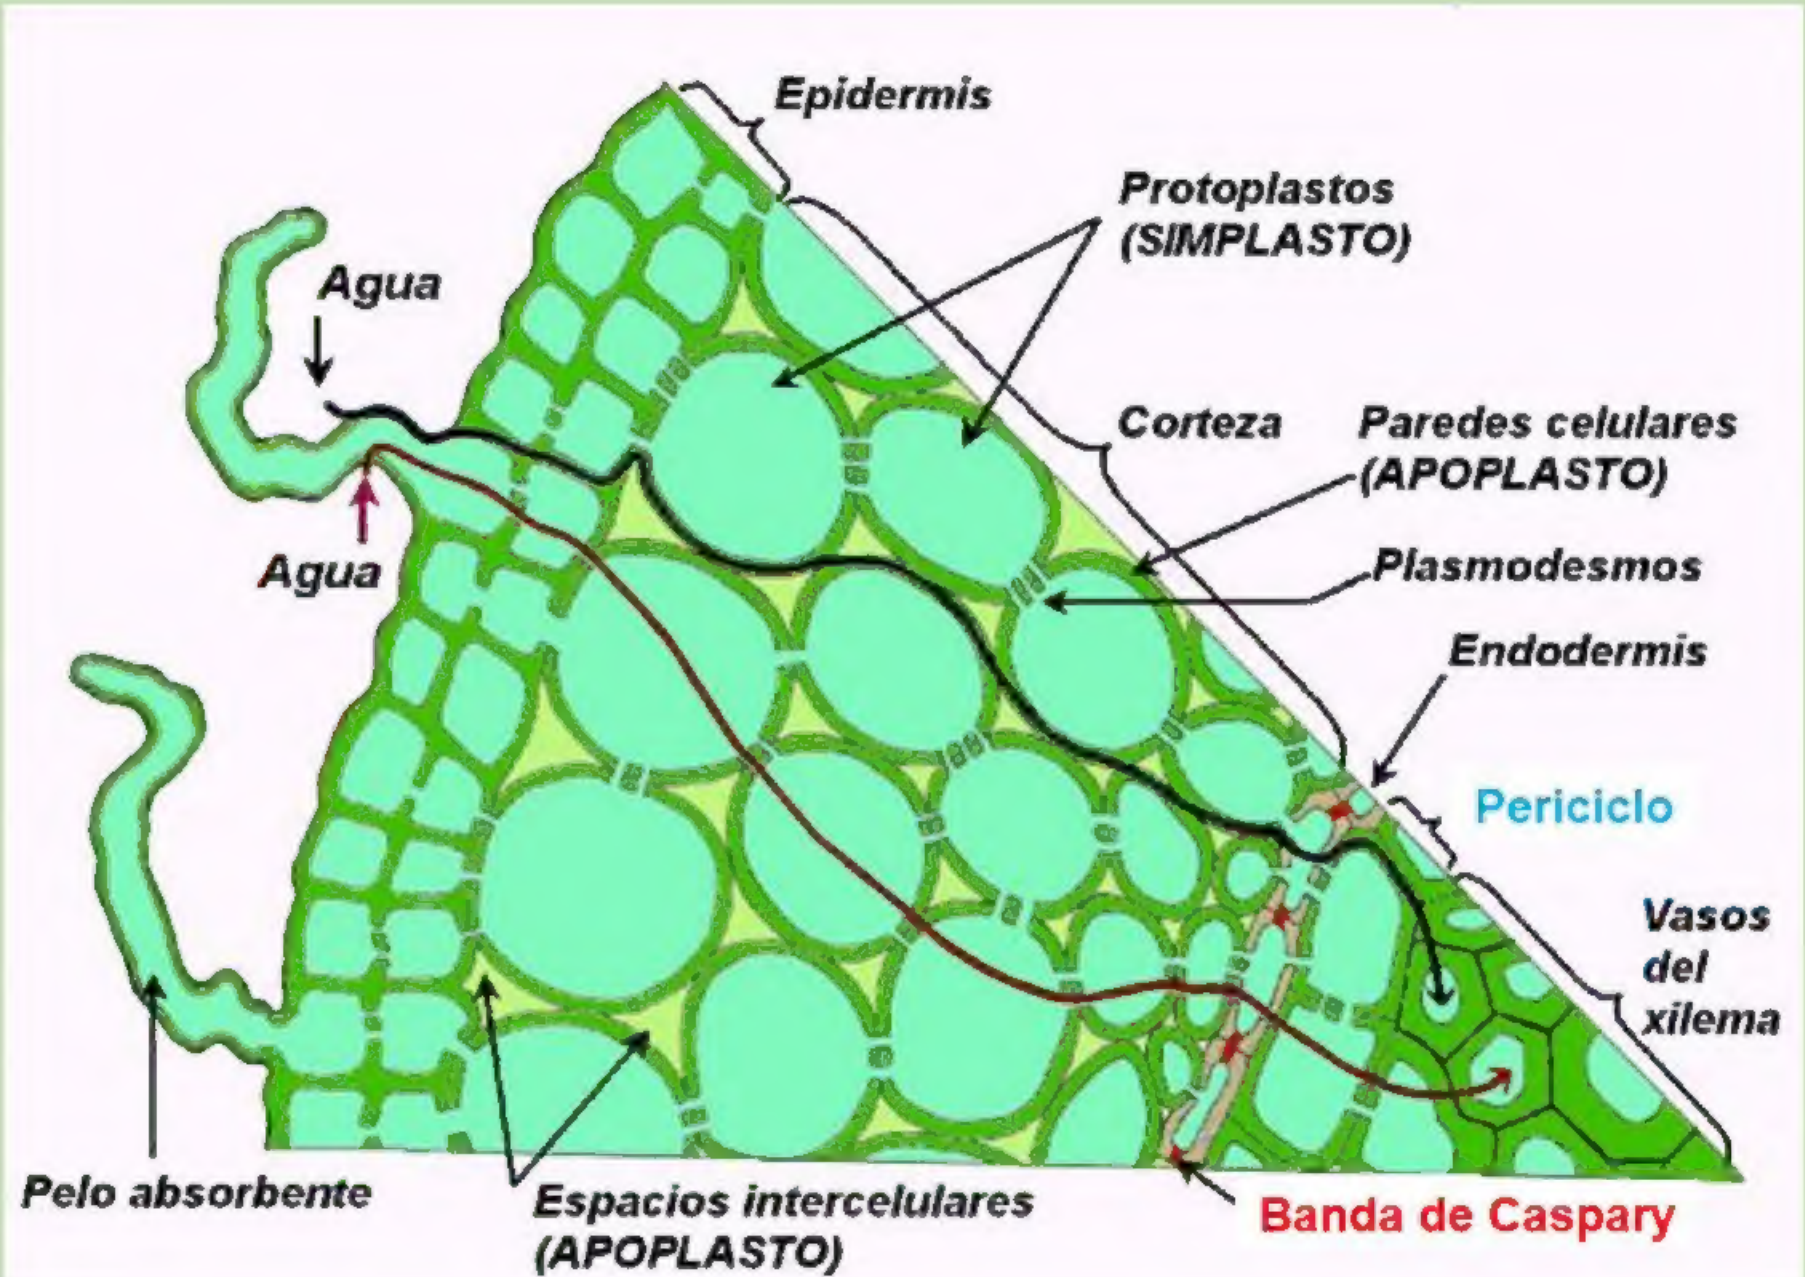 Epidermis
Protoplastos
(SIMPLASTO)
Agua
Corteza
Paredes celulares
(APOPLASTO)
Plasmodesmos
Agua
Endodermis
Periciclo
Vasos
del
xilema
Pelo absorbente
Espacios intercelulares
(APOPLASTO)
Banda de Caspary